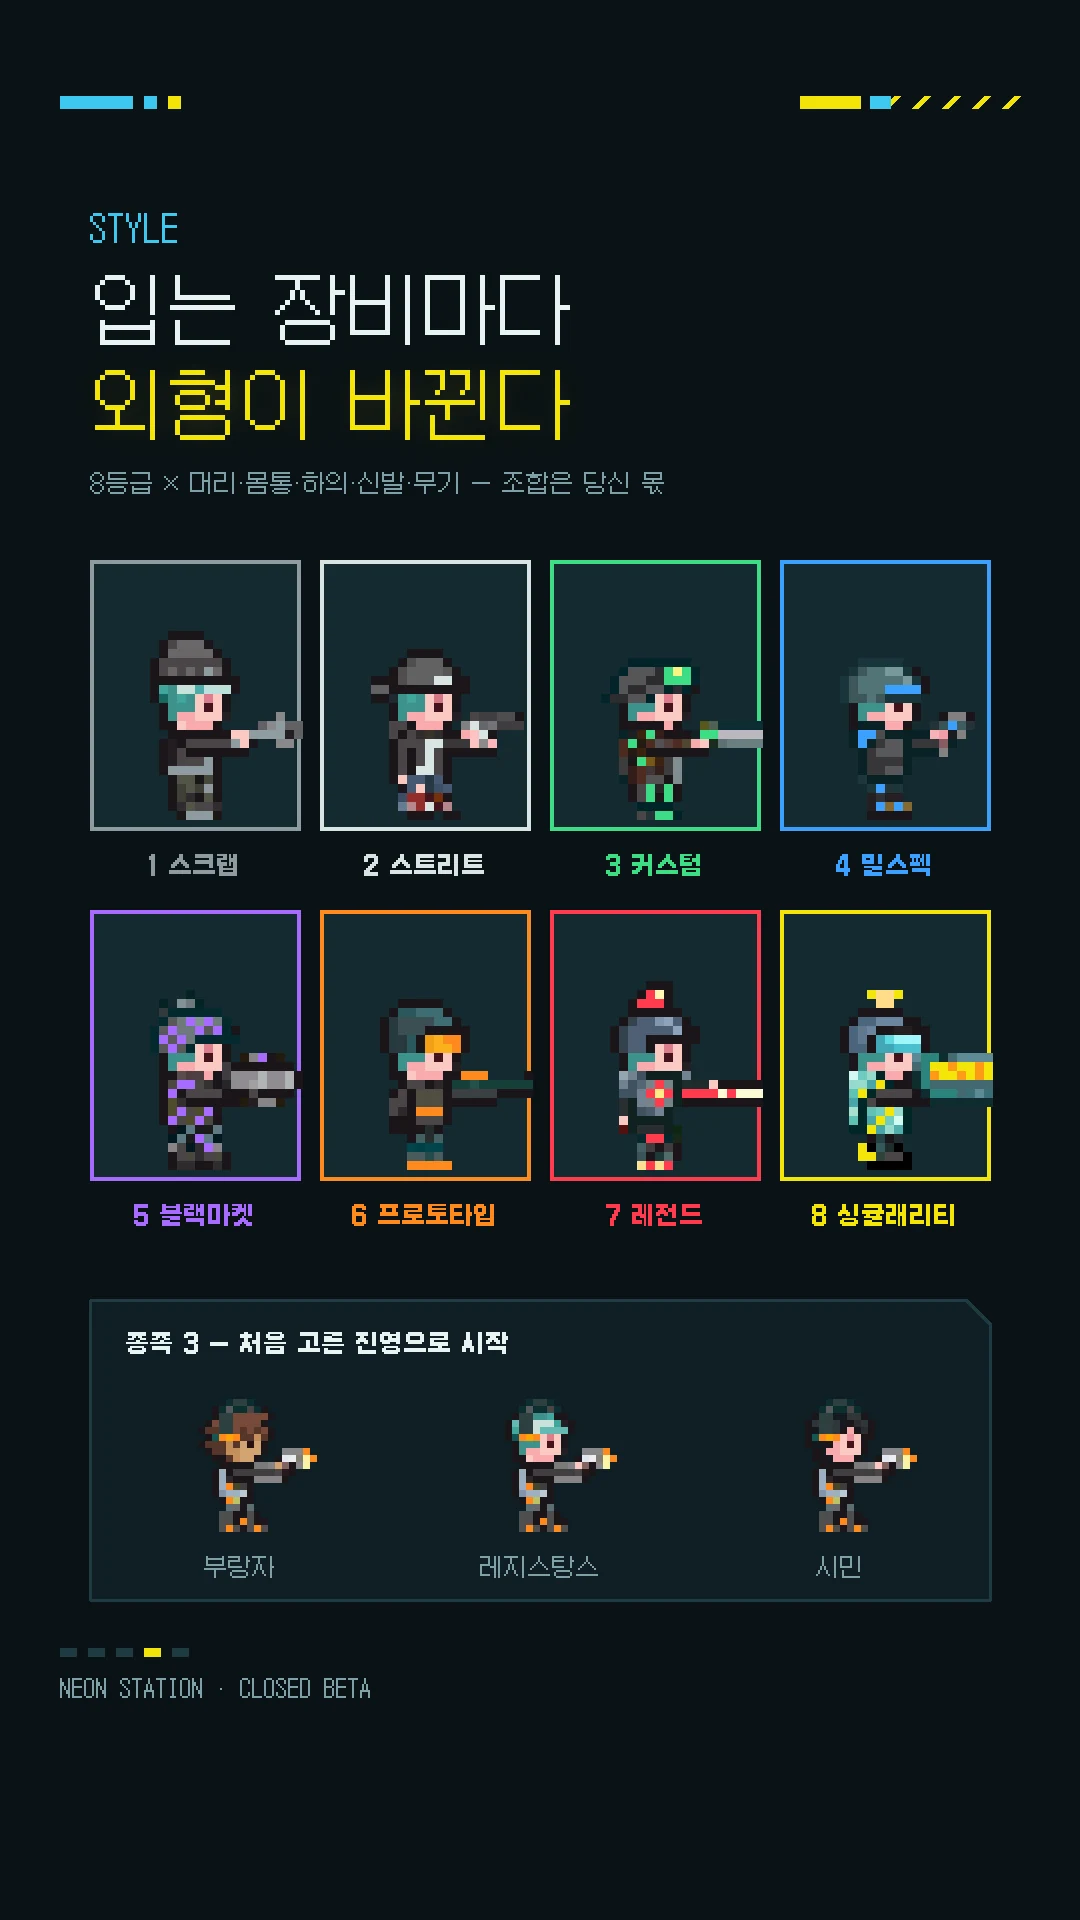 STYLE
입는 장비마다
외형이 바뀐다
8등급 × 머리·몸통·하의·신발·무기 — 조합은 당신 몫
1 스크랩
2 스트리트
3 커스텀
4 밀스펙
5 블랙마켓
6 프로토타입
7 레전드
8 싱귤래리티
종족 3 — 처음 고른 진영으로 시작
부랑자
레지스탕스
시민
NEON STATION · CLOSED BETA